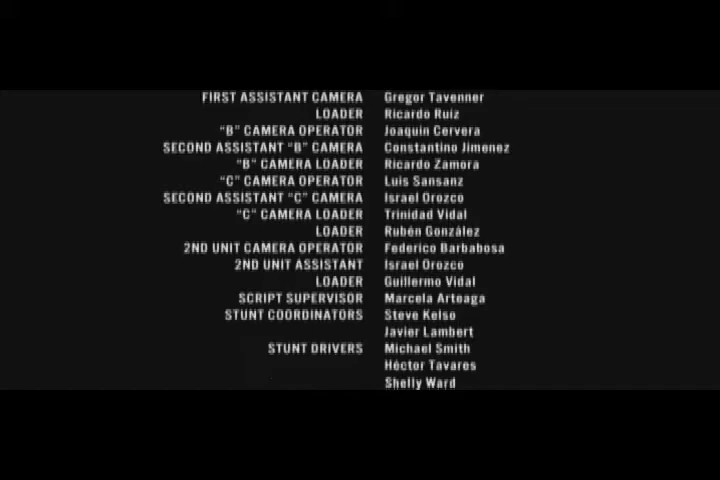 FIRST ASSISTANT CAMERA Gregor Tavenner
LOADER Ricardo Ruiz
"B" CAMERA OPERATOR Joaquin Cervera
SECOND ASSISTANT "B" CAMERA Constantino Jimenez
"B" CAMERA LOADER Ricardo Zamora
"C" CAMERA OPERATOR Luis Sansanz
SECOND ASSISTANT "C" CAMERA Israel Orozco
"C" CAMERA LOADER Trinidad Vidal
LOADER Rubén González
2ND UNIT CAMERA OPERATOR Federico Barbabosa
2ND UNIT ASSISTANT Israel Orozco
LOADER Guillermo Vidal
SCRIPT SUPERVISOR Marcela Arteaga
STUNT COORDINATORS Steve Kelso
Javier Lambert
STUNT DRIVERS Michael Smith
Héctor Tavares
Shelly Ward